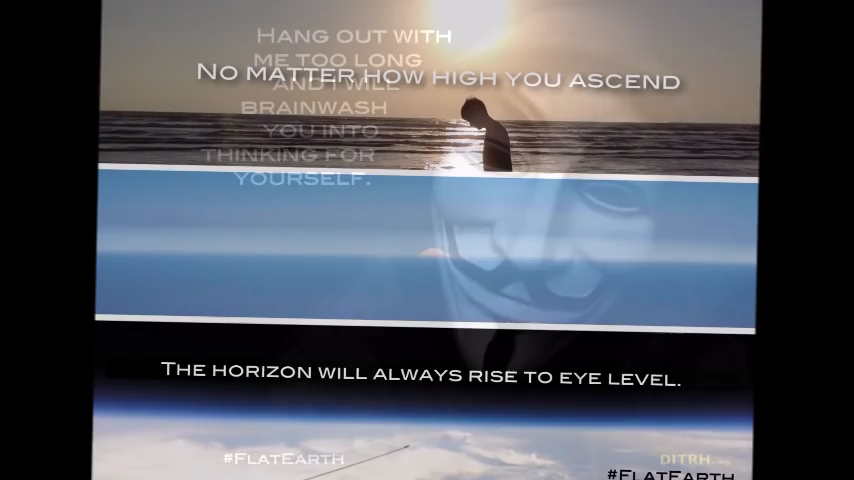 HANG OUT WITH
ME TOO LONG
NO MATTER HOW HIGH YOU ASCEND
AND I WILL
BRAINWASH
YOU INTO
THINKING FOR
YOURSELF.
THE HORIZON WILL ALWAYS RISE TO EYE LEVEL.
#FLATEARTH
DITRH
#FLATEARTH